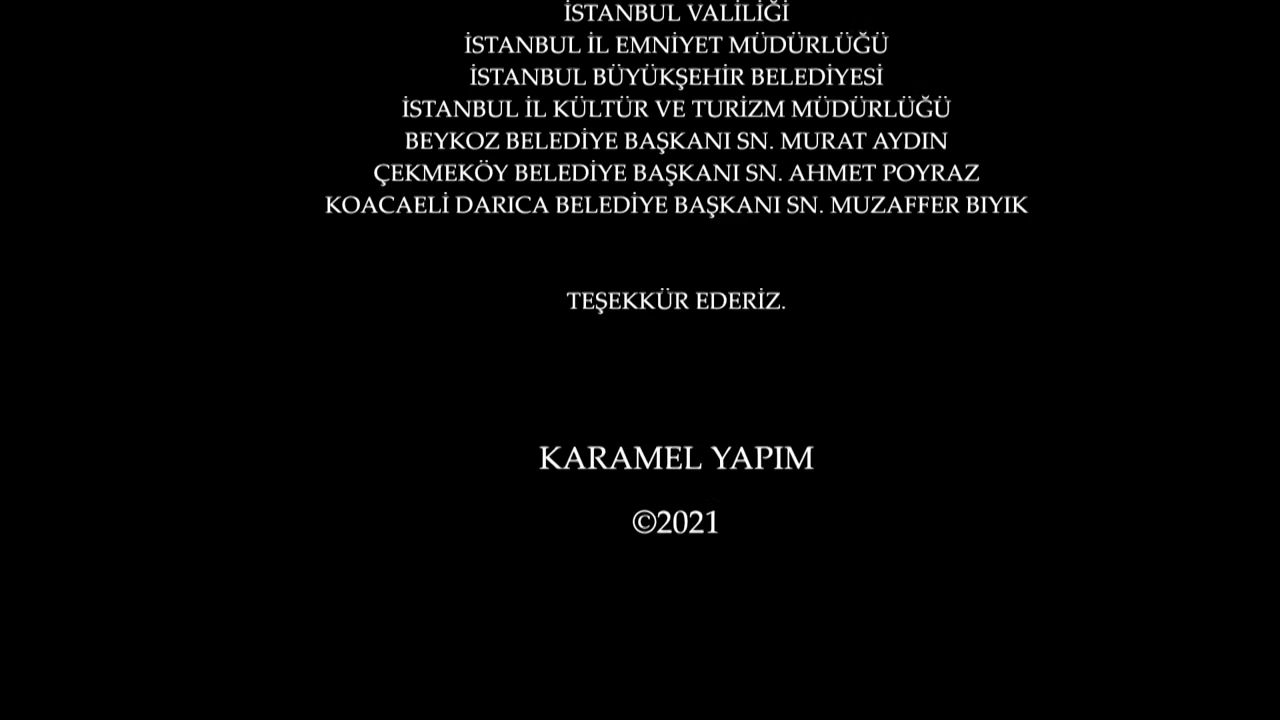 İSTANBUL VALİLİĞİ
İSTANBUL İL EMNİYET MÜDÜRLÜĞÜ
İSTANBUL BÜYÜKŞEHİR BELEDİYESİ
İSTANBUL İL KÜLTÜR VE TURİZM MÜDÜRLÜĞÜ
BEYKOZ BELEDİYE BAŞKANI SN. MURAT AYDIN
ÇEKMEKÖY BELEDİYE BAŞKANI SN. AHMET POYRAZ
KOACAELİ DARICA BELEDİYE BAŞKANI SN. MUZAFFER BIYIK
TEŞEKKÜR EDERİZ.
KARAMEL YAPIM
©2021